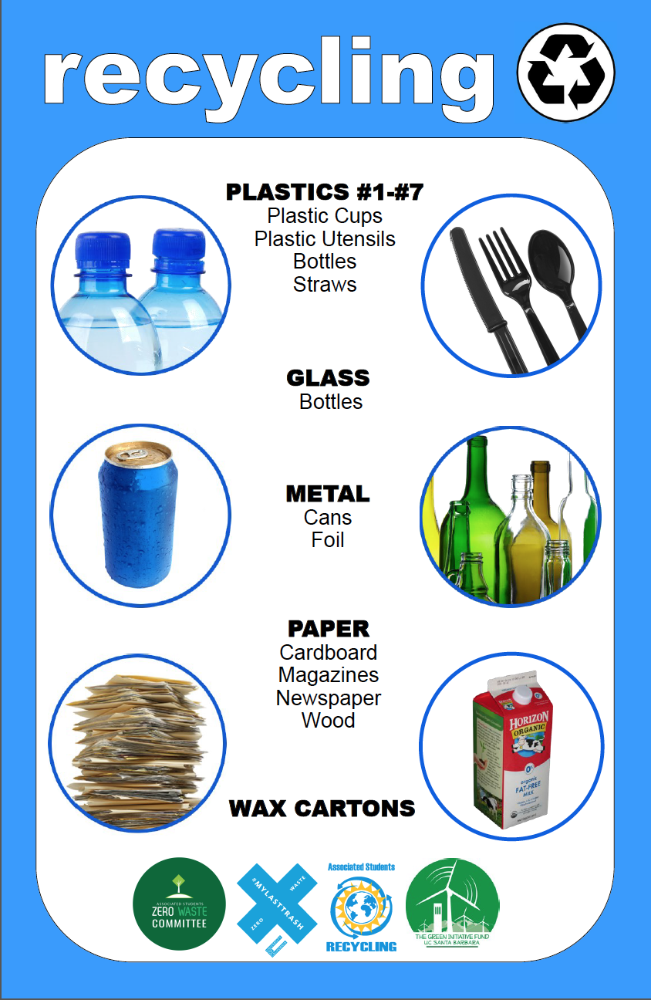 recycling
PLASTICS #1-#7
Plastic Cups
Plastic Utensils
Bottles
Straws
GLASS
Bottles
METAL
Cans
Foil
PAPER
Cardboard
Magazines
Newspaper
Wood
HORIZON
ORGANIC
0%
organic
FAT-FREE
MILK
WAX CARTONS
ASSOCIATED STUDENTS
ZERO WASTE
COMMITTEE
#MYLASTTRASH
ZERO
WASTE
Associated Students
RECYCLING
THE GREEN INITIATIVE FUND
UC SANTA BARBARA